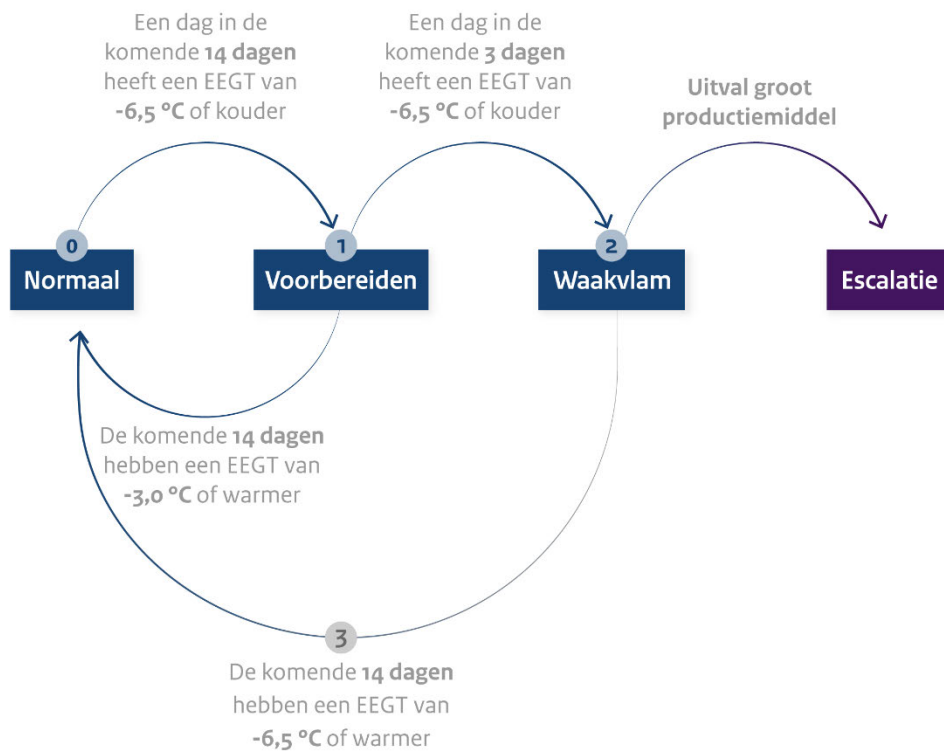 Een dag in de
komende 14 dagen
heeft een EEGT van
-6,5 °C of kouder
Een dag in de
komende 3 dagen
heeft een EEGT van
-6,5 °C of kouder
Uitval groot
productiemiddel
0
Normaal
1
Voorbereiden
2
Waakvlam
Escalatie
De komende 14 dagen
hebben een EEGT van
-3,0 °C of warmer
3
De komende 14 dagen
hebben een EEGT van
-6,5 °C of warmer